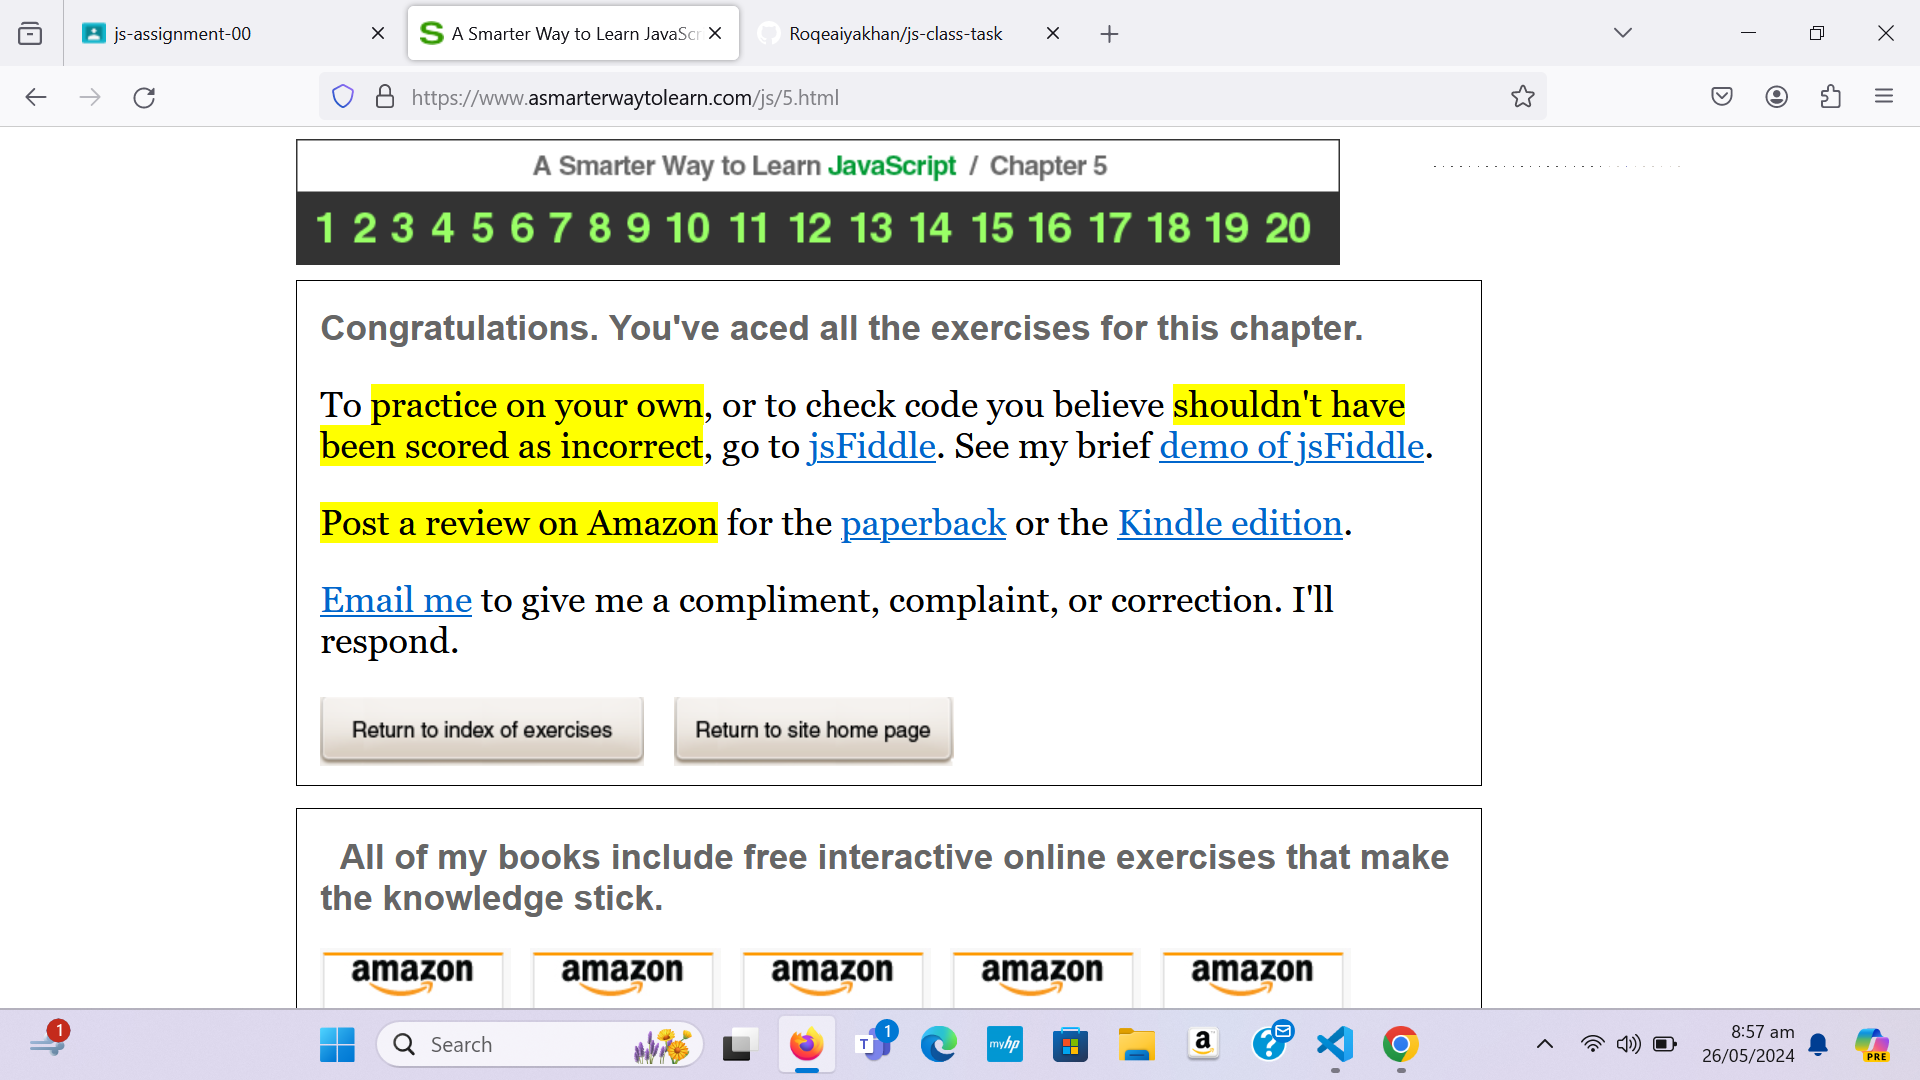 js-assignment-00
A Smarter Way to Learn JavaScr
Roqeaiyakhan/js-class-task
https://www.asmarterwaytolearn.com/js/5.html
A Smarter Way to Learn JavaScript / Chapter 5
1 2 3 4 5 6 7 8 9 10 11 12 13 14 15 16 17 18 19 20
Congratulations. You've aced all the exercises for this chapter.
To practice on your own, or to check code you believe shouldn't have
been scored as incorrect, go to jsFiddle. See my brief demo of jsFiddle.
Post a review on Amazon for the paperback or the Kindle edition.
Email me to give me a compliment, complaint, or correction. I'll
respond.
Return to index of exercises
Return to site home page
All of my books include free interactive online exercises that make
the knowledge stick.
amazon amazon amazon amazon amazon
1
Search
T 1
myhp
a
?
PRE
8:57 am
26/05/2024